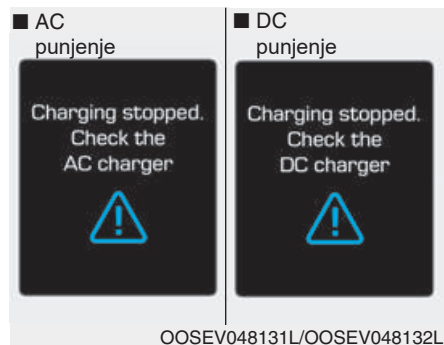 ■ AC
punjenje
Charging stopped.
Check the
AC charger
■ DC
punjenje
Charging stopped.
Check the
DC charger
OOSEV048131L/OOSEV048132L